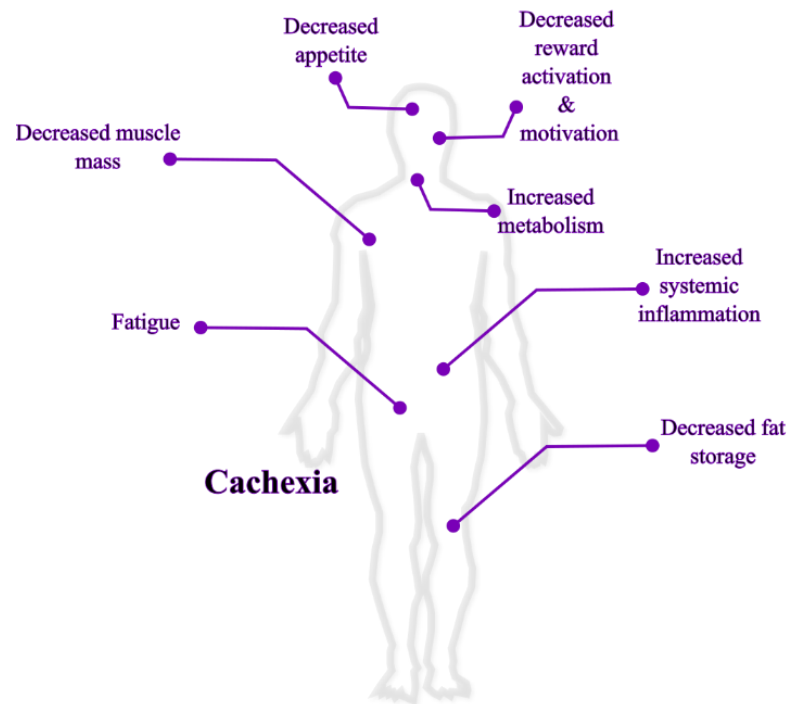 Decreased
appetite
Decreased
reward
activation
&
motivation
Decreased muscle
mass
Increased
metabolism
Increased
systemic
inflammation
Fatigue
Decreased fat
storage
Cachexia